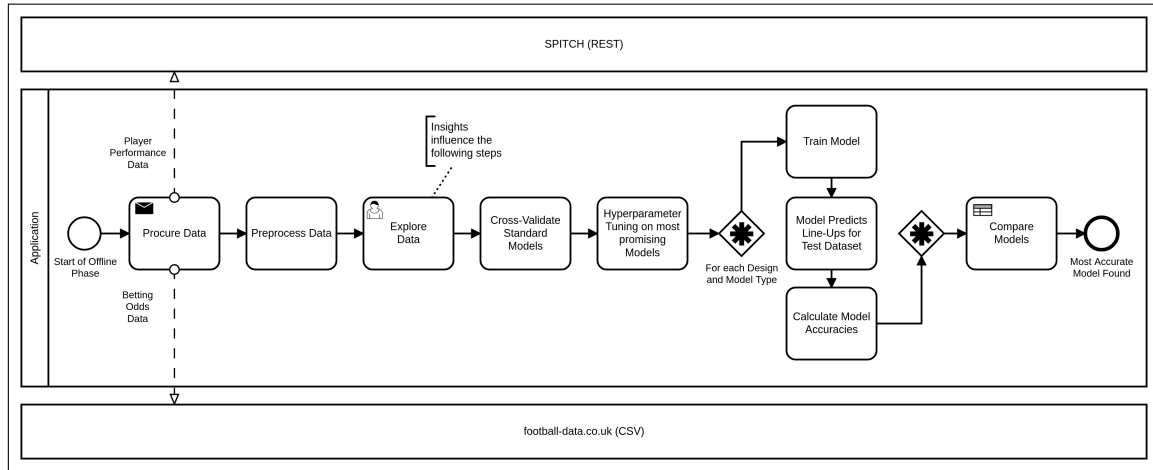 SPITCH (REST)
Application
Player
Performance
Data
Insights
influence the
following steps
Start of Offline
Phase
Procure Data
Preprocess Data
Explore
Data
Cross-Validate
Standard
Models
Hyperparameter
Tuning on most
promising
Models
For each Design
and Model Type
Train Model
Model Predicts
Line-Ups for
Test Dataset
Calculate Model
Accuracies
Compare
Models
Most Accurate
Model Found
Betting
Odds
Data
football-data.co.uk (CSV)